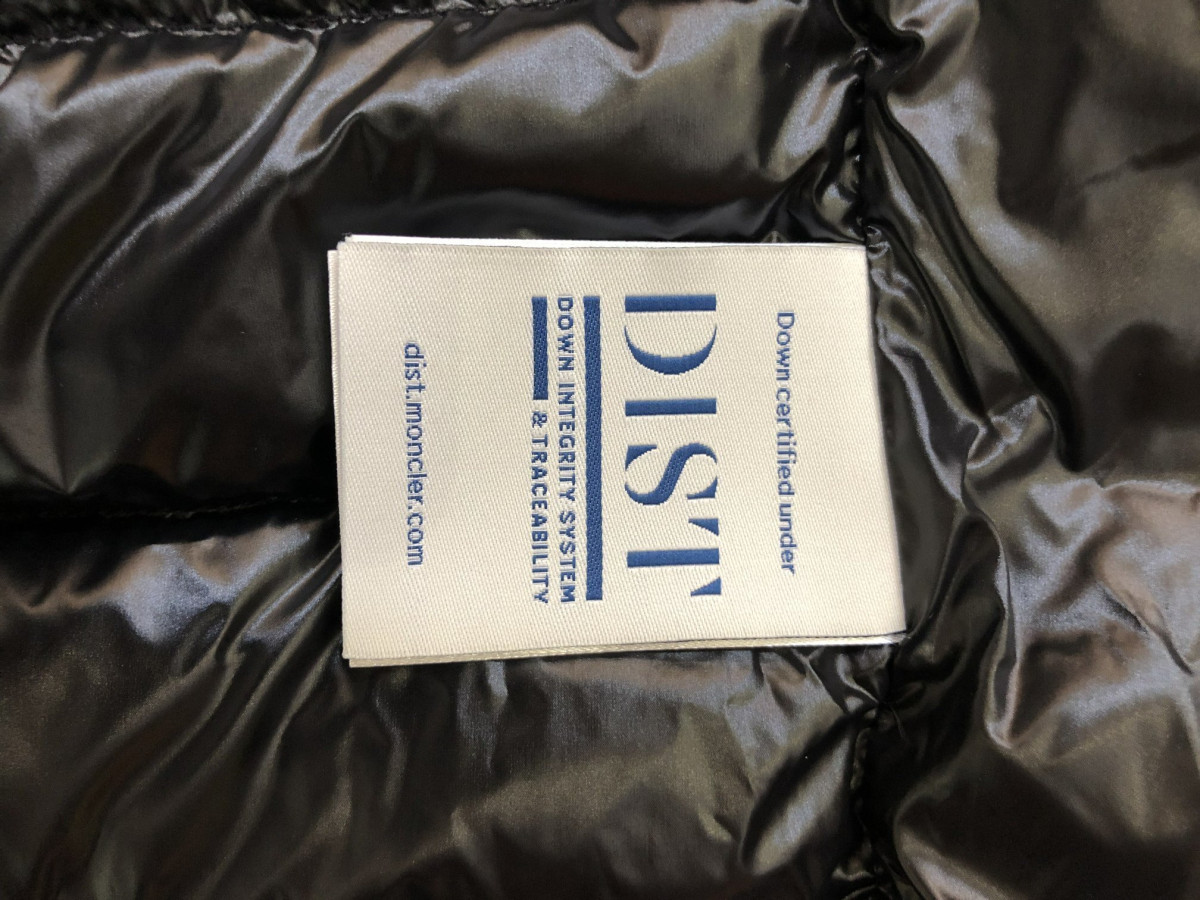 Down certified under
DIST
DOWN INTEGRITY SYSTEM
& TRACEABILITY
dist.moncler.com